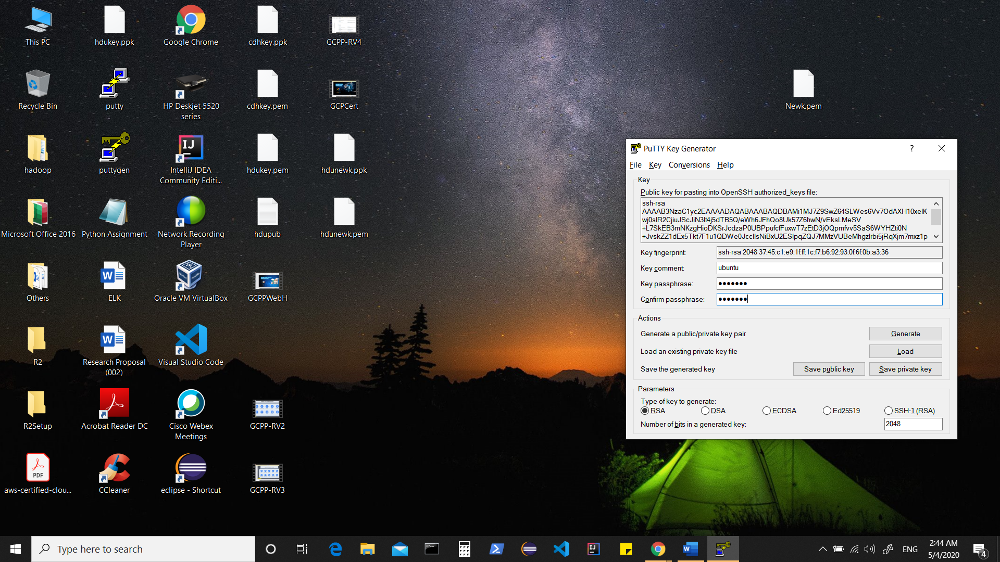 This PC
hdukey.ppk
Google Chrome
cdhkey.ppk
GCPP-RV4
Recycle Bin
putty
HP Deskjet 5520
series
cdhkey.pem
GCPCert
Newk.pem
hadoop
puttygen
IntelliJ IDEA
Community Editi...
hdukey.pem
hdunewk.ppk
Microsoft Office 2016
Python Assignment
Network Recording
Player
hdupub
hdunewk.pem
Others
ELK
Oracle VM VirtualBox
GCPPWebH
R2
Research Proposal
(002)
Visual Studio Code
R2Setup
Acrobat Reader DC
Cisco Webex
Meetings
GCPP-RV2
PDF
aws-certified-clou...
CCleaner
eclipse - Shortcut
GCPP-RV3
PuTTY Key Generator
File Key Conversions Help
Key
Public key for pasting into OpenSSH authorized_keys file:
ssh-rsa
Key fingerprint:
ssh-rsa 2048 37:45:c1:e9:1f:ff:1c:f7:b6:92:93:0f:6f:0b:a3:36
Key comment:
ubuntu
Key passphrase:
●●●●●●●
Confirm passphrase:
●●●●●●●
Actions
Generate a public/private key pair
Generate
Load an existing private key file
Load
Save the generated key
Save public key
Save private key
Parameters
Type of key to generate:
RSA DSA ECDSA Ed25519 SSH-1 (RSA)
Number of bits in a generated key:
2048
Type here to search
ENG
2:44 AM
5/4/2020
4